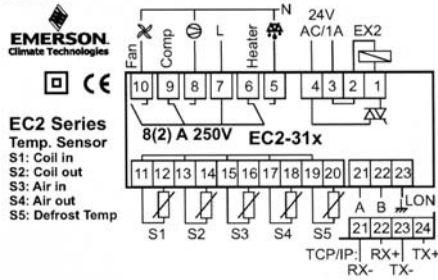 EMERSON.
Climate Technologies
CE
EC2 Series
Temp. Sensor
S1: Coil in
S2: Coil out
S3: Air in
S4: Air out
S5: Defrost Temp
N
24V
AC/1A
EX2
Fan
Comp
L
Heater
10 9 8 7 6 5 4 3 2 1
8(2) A 250V
EC2-31x
11 12 13 14 15 16 17 18 19 20 21 22 23
S1 S2 S3 S4 S5
A B LON
21 22 23 24
TCP/IP: RX+ TX+
RX- TX-